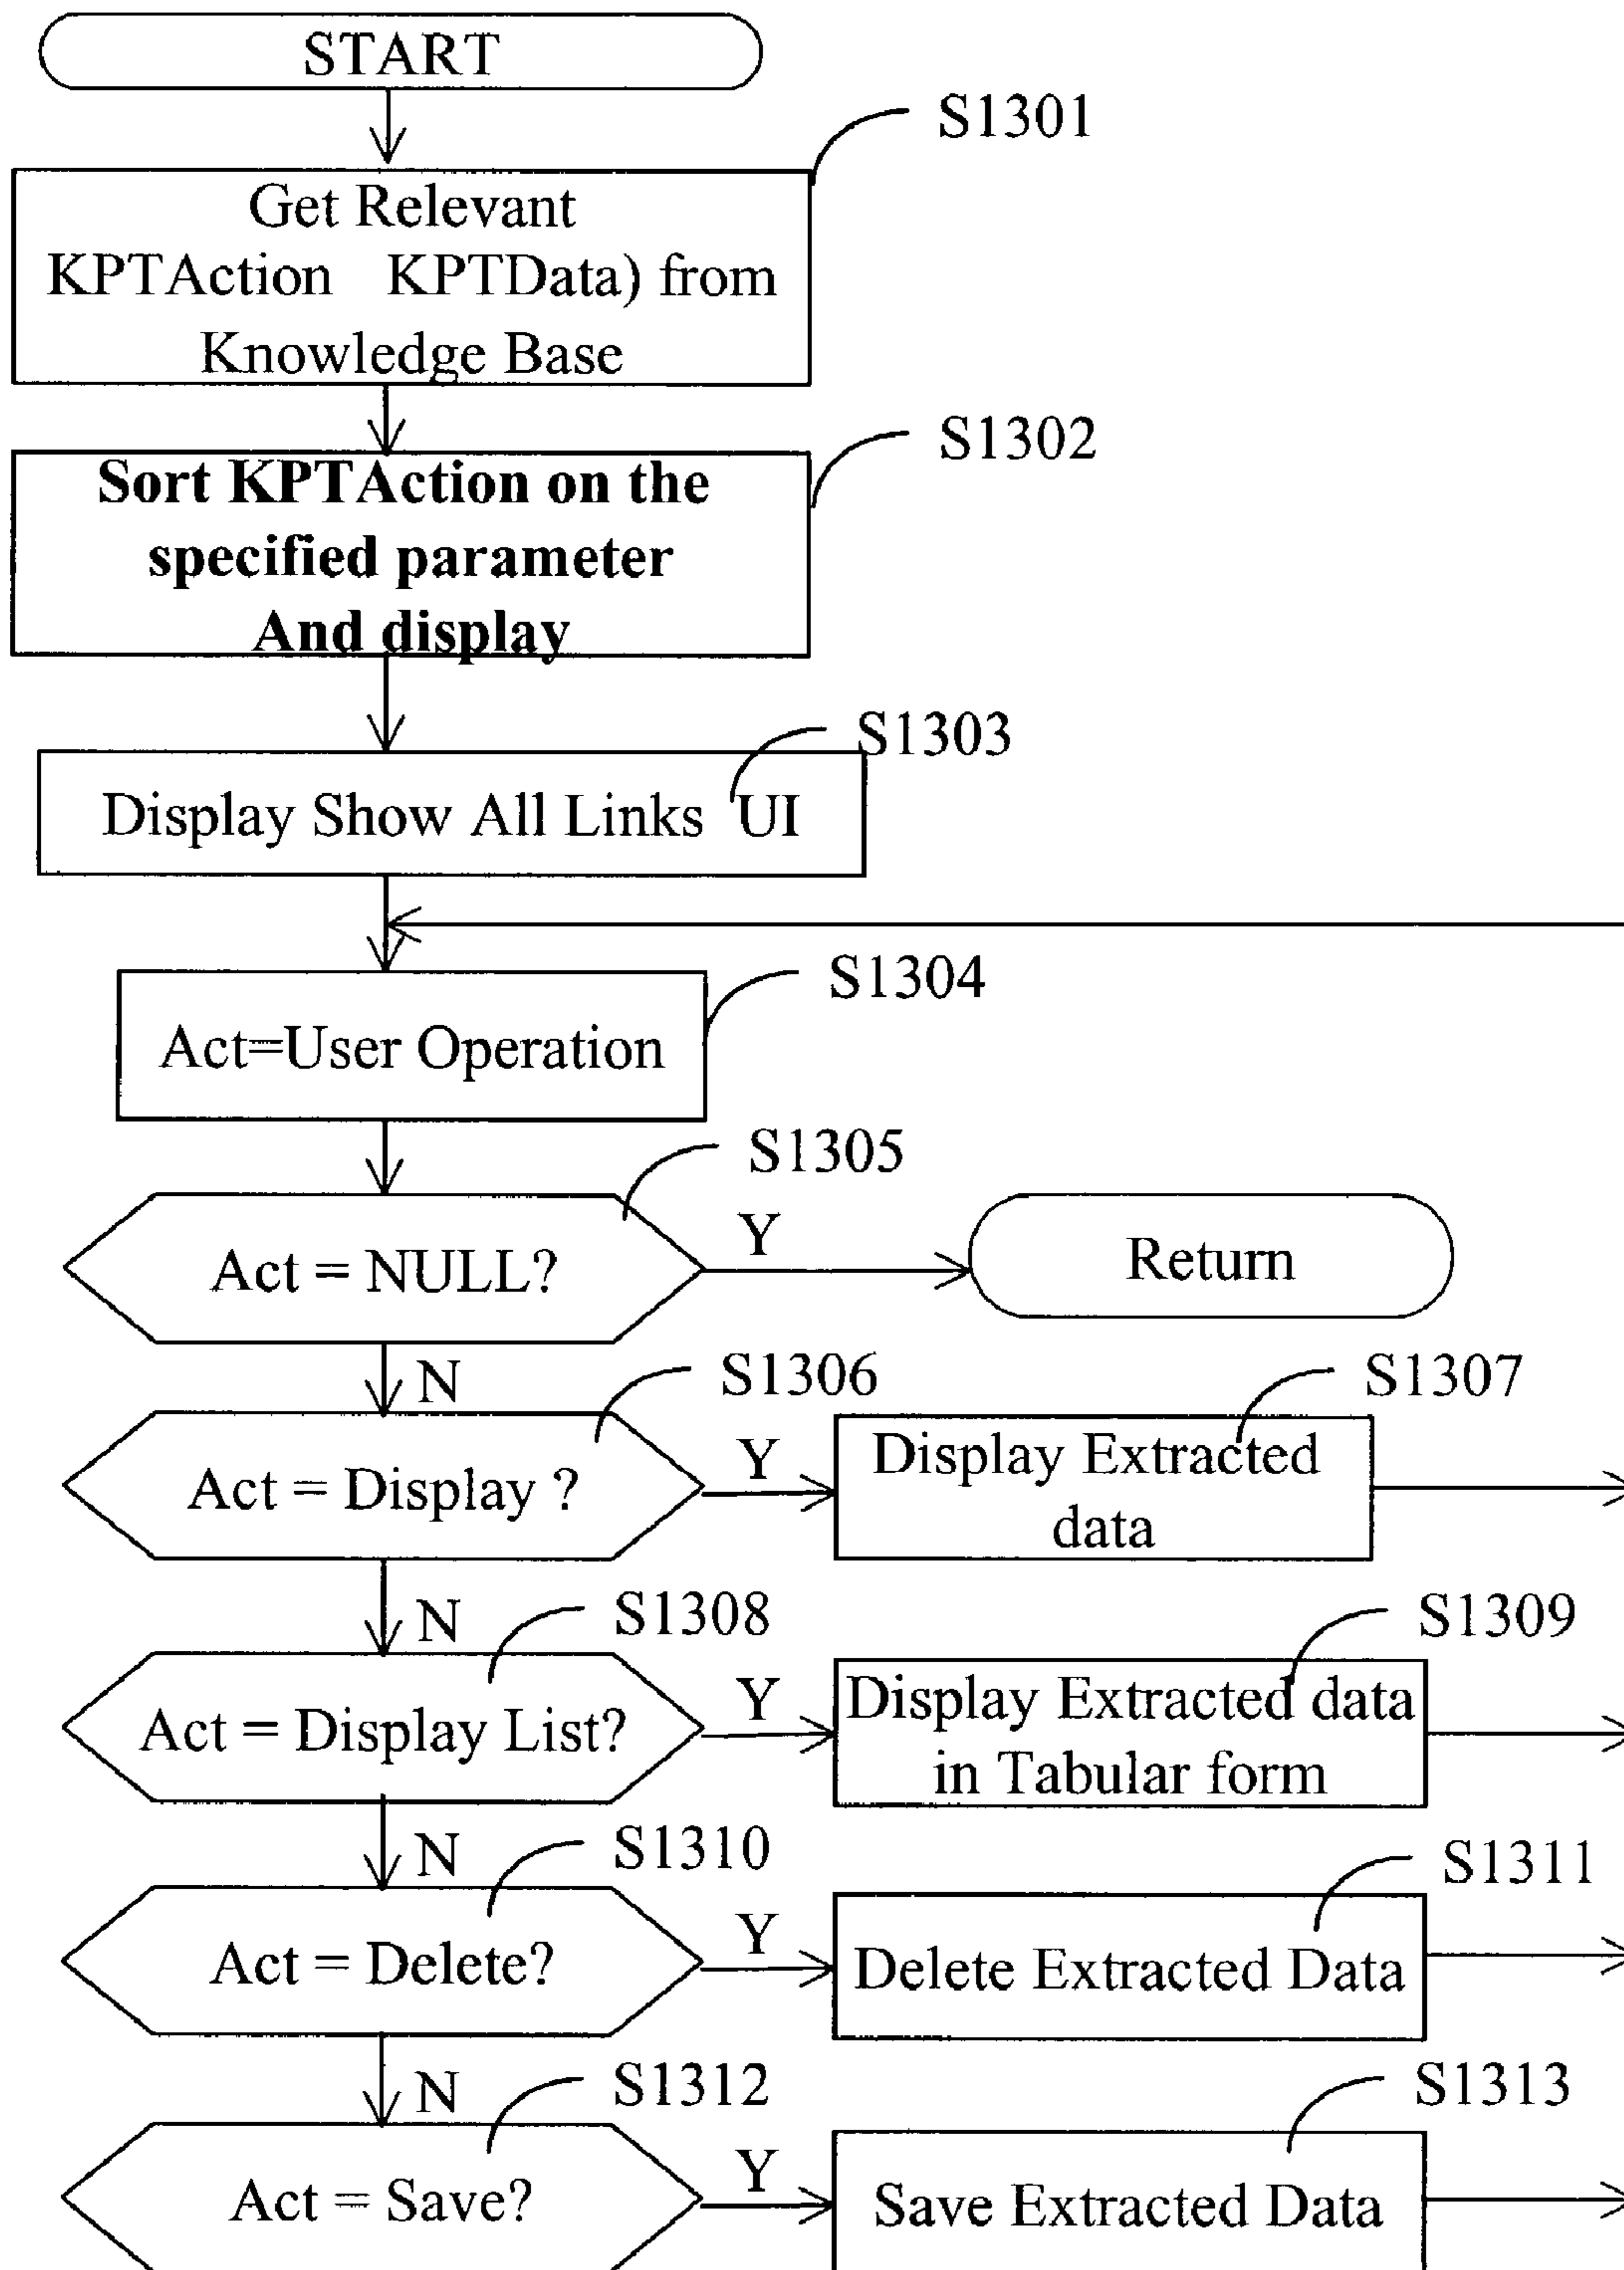 START
S1301
Get Relevant
KPTAction KPTData) from
Knowledge Base
S1302
Sort KPTAction on the
specified parameter
And display
S1303
Display Show All Links UI
S1304
Act=User Operation
S1305
Act = NULL?
Y
Return
N
S1306
Act = Display ?
Y
S1307
Display Extracted
data
N
S1308
Act = Display List?
Y
S1309
Display Extracted data
in Tabular form
N
S1310
Act = Delete?
Y
S1311
Delete Extracted Data
N
S1312
Act = Save?
Y
S1313
Save Extracted Data